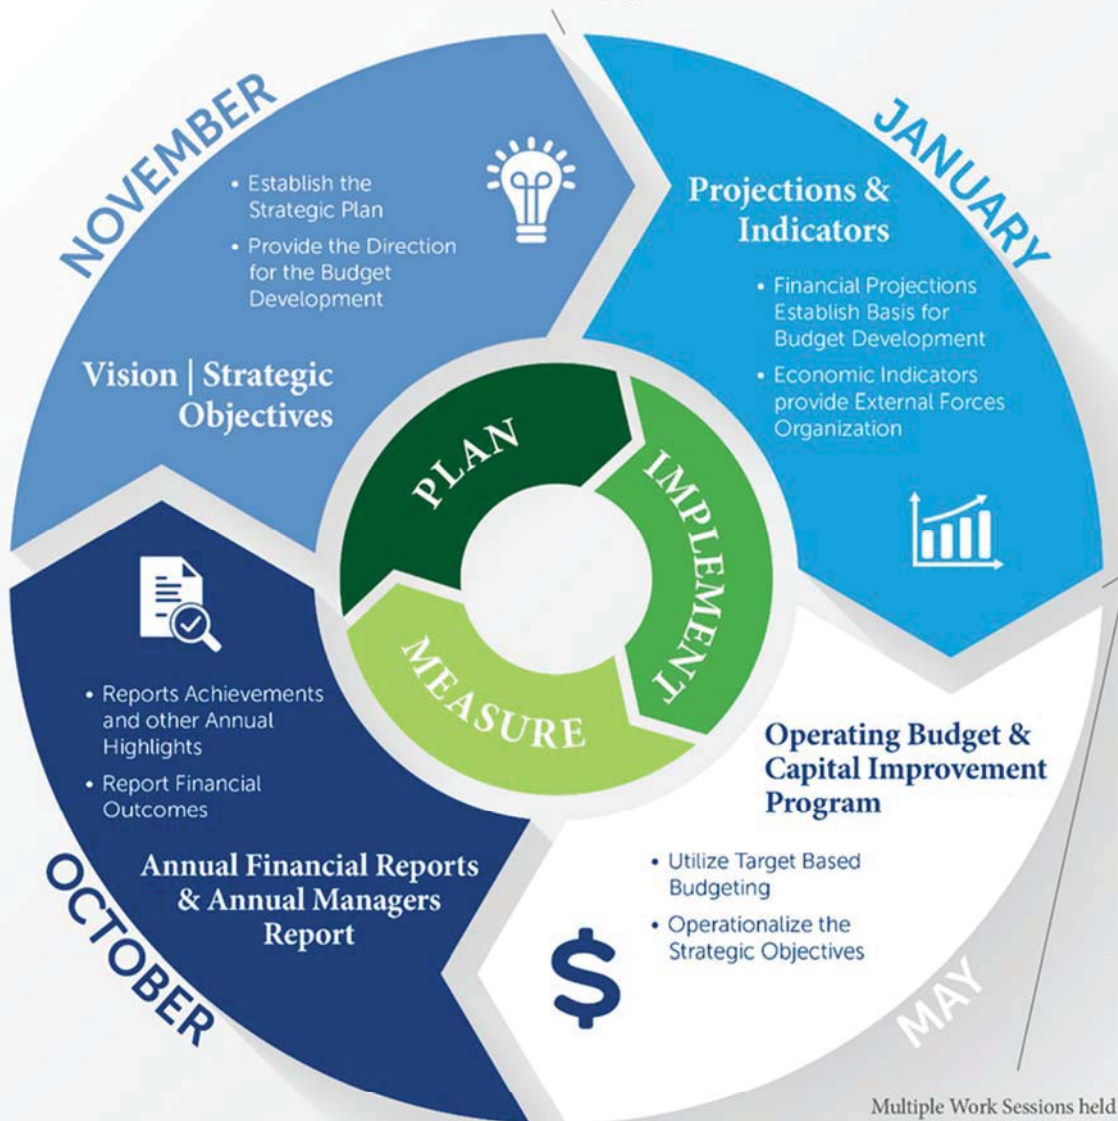 NOVEMBER
• Establish the
Strategic Plan
• Provide the Direction
for the Budget
Development
Vision | Strategic
Objectives
JANUARY
Projections &
Indicators
• Financial Projections
Establish Basis for
Budget Development
• Economic Indicators
provide External Forces
Organization
PLAN
IMPLEMENT
MEASURE
Operating Budget &
Capital Improvement
Program
• Utilize Target Based
Budgeting
• Operationalize the
Strategic Objectives
$
MAY
• Reports Achievements
and other Annual
Highlights
• Report Financial
Outcomes
Annual Financial Reports
& Annual Managers
Report
OCTOBER
Multiple Work Sessions held